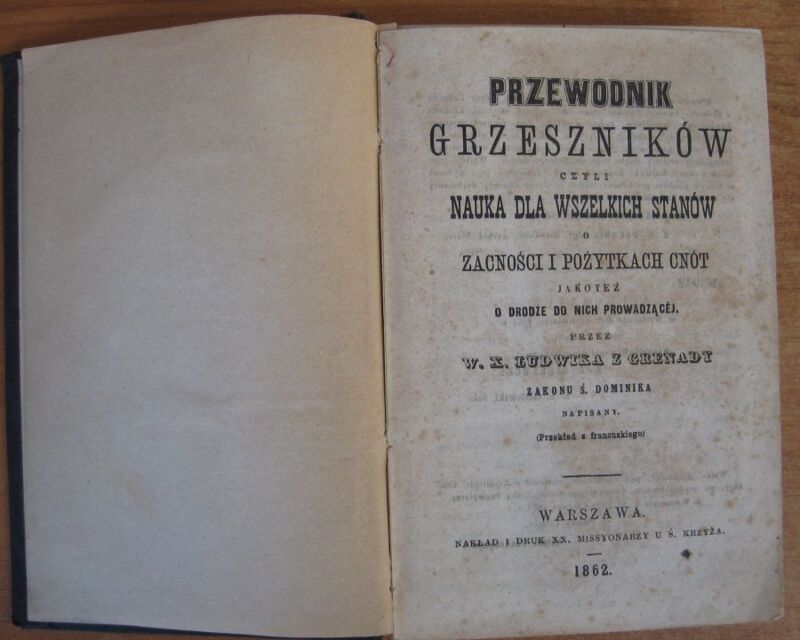 PRZEWODNIK
GRZESZNIKÓW
CZYLI
NAUKA DLA WSZELKICH STANÓW
O
ZACNOŚCI I POŻYTKACH CNÓT
JAKOTEŻ
O DRODZE DO NICH PROWADZĄCÉJ.
PRZEZ
W. X. LUDWIKA Z GRENADY
ZAKONU Ś. DOMINIKA
NAPISANY.
(Przekład z francuzkiego)
WARSZAWA.
NAKŁAD I DRUK XX. MISSYONARZY U Ś. KRZYŻA.
1862.